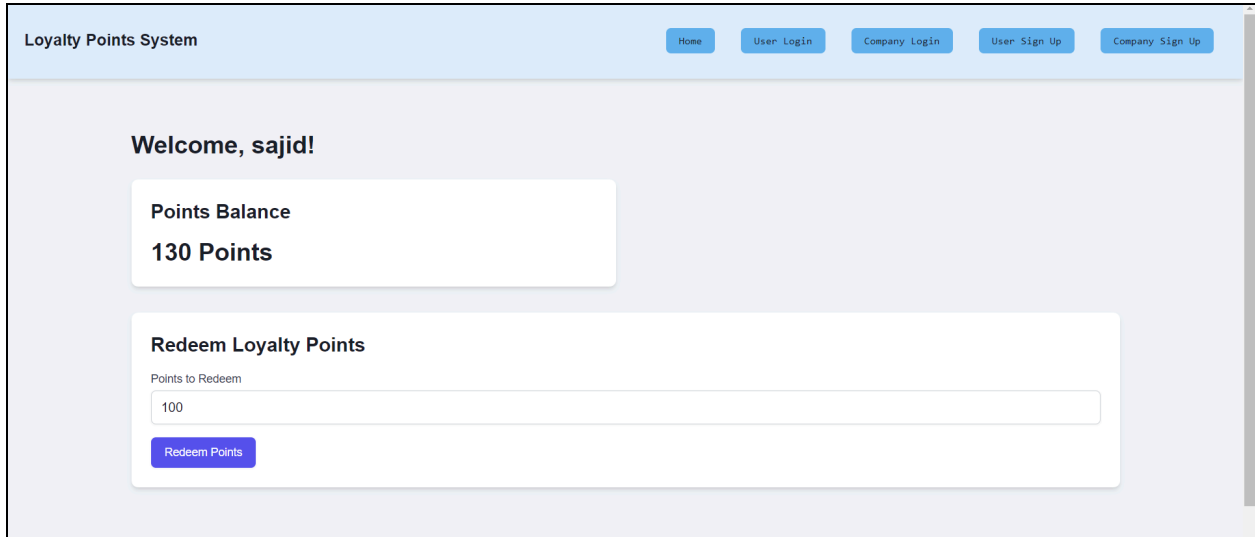 Loyalty Points System
Home User Login Company Login User Sign Up Company Sign Up
Welcome, sajid!
Points Balance
130 Points
Redeem Loyalty Points
Points to Redeem
100
Redeem Points